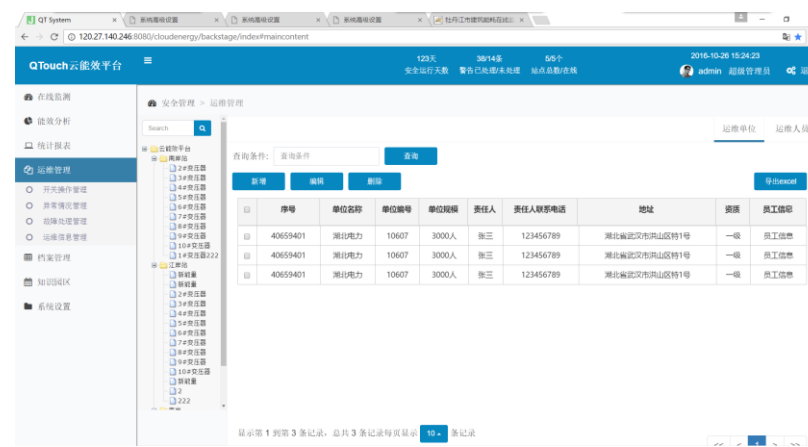 QT System
系统高级设置
系统高级设置
系统高级设置
牡丹江市建筑能耗在线
120.27.140.246:8080/cloudenergy/backstage/index#maincontent
QTouch云能效平台
123天 38/14条 5/5个
安全运行天数 警告已处理/未处理 站点总数/在线
2016-10-26 15:24:23
admin 超级管理员
在线监测
能效分析
统计报表
运维管理
开关操作管理
异常情况管理
故障处理管理
运维信息管理
档案管理
知识园区
系统设置
安全管理 > 运维管理
Search
云能效平台
南岸站
2#变压器
3#变压器
4#变压器
5#变压器
6#变压器
7#变压器
8#变压器
9#变压器
10#变压器
1#变压器222
江岸站
新能量
新能量
2#变压器
3#变压器
4#变压器
5#变压器
6#变压器
7#变压器
8#变压器
9#变压器
10#变压器
新能量
2
222
运维单位 运维人员
查询条件: 查询条件 查询
新增 编辑 删除 导出excel
序号 单位名称 单位编号 单位规模 责任人 责任人联系电话 地址 资质 员工信息
40659401 湖北电力 10607 3000人 张三 123456789 湖北省武汉市洪山区特1号 一级 员工信息
40659401 湖北电力 10607 3000人 张三 123456789 湖北省武汉市洪山区特1号 一级 员工信息
40659401 湖北电力 10607 3000人 张三 123456789 湖北省武汉市洪山区特1号 一级 员工信息
显示第 1 到第 3 条记录，总共 3 条记录每页显示 10 条记录
<< < 1 > >>